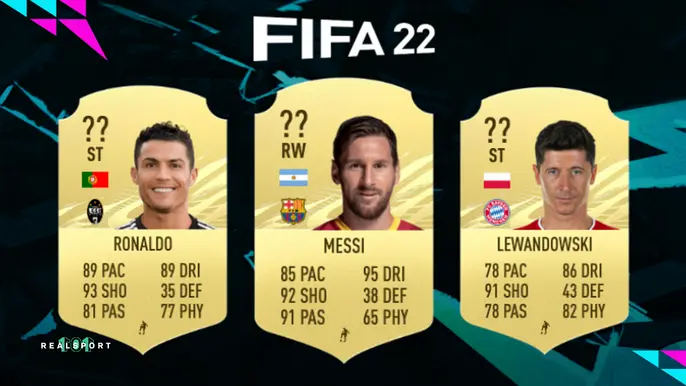 FIFA 22
??
ST
RONALDO
89 PAC 89 DRI
93 SHO 35 DEF
81 PAS 77 PHY
??
RW
MESSI
85 PAC 95 DRI
92 SHO 38 DEF
91 PAS 65 PHY
??
ST
LEWANDOWSKI
78 PAC 86 DRI
91 SHO 43 DEF
78 PAS 82 PHY
REALSPORT
101